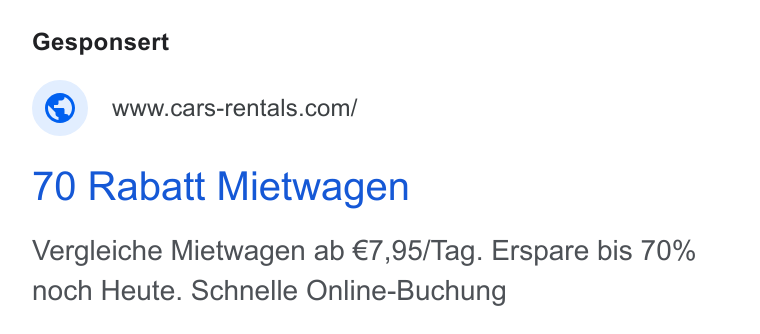 Gesponsert
www.cars-rentals.com/
70 Rabatt Mietwagen
Vergleiche Mietwagen ab €7,95/Tag. Erspare bis 70%
noch Heute. Schnelle Online-Buchung